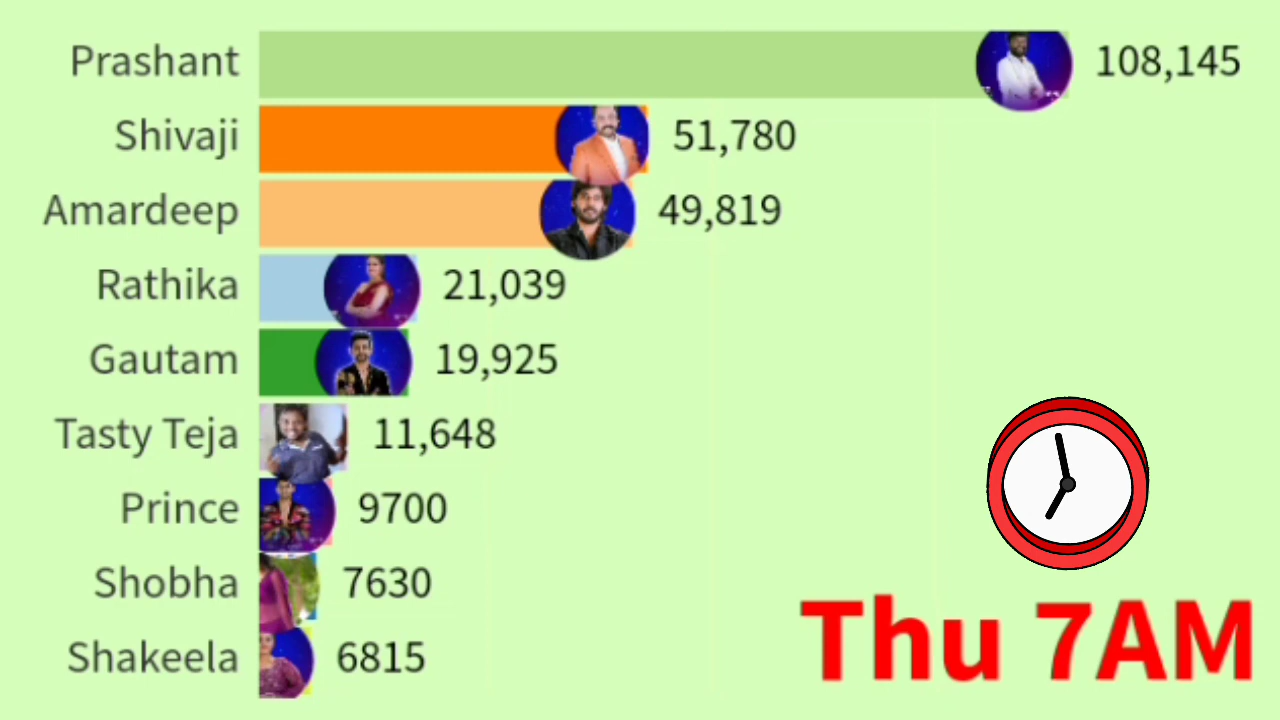 Prashant 108,145
Shivaji 51,780
Amardeep 49,819
Rathika 21,039
Gautam 19,925
Tasty Teja 11,648
Prince 9700
Shobha 7630
Shakeela 6815
Thu 7AM